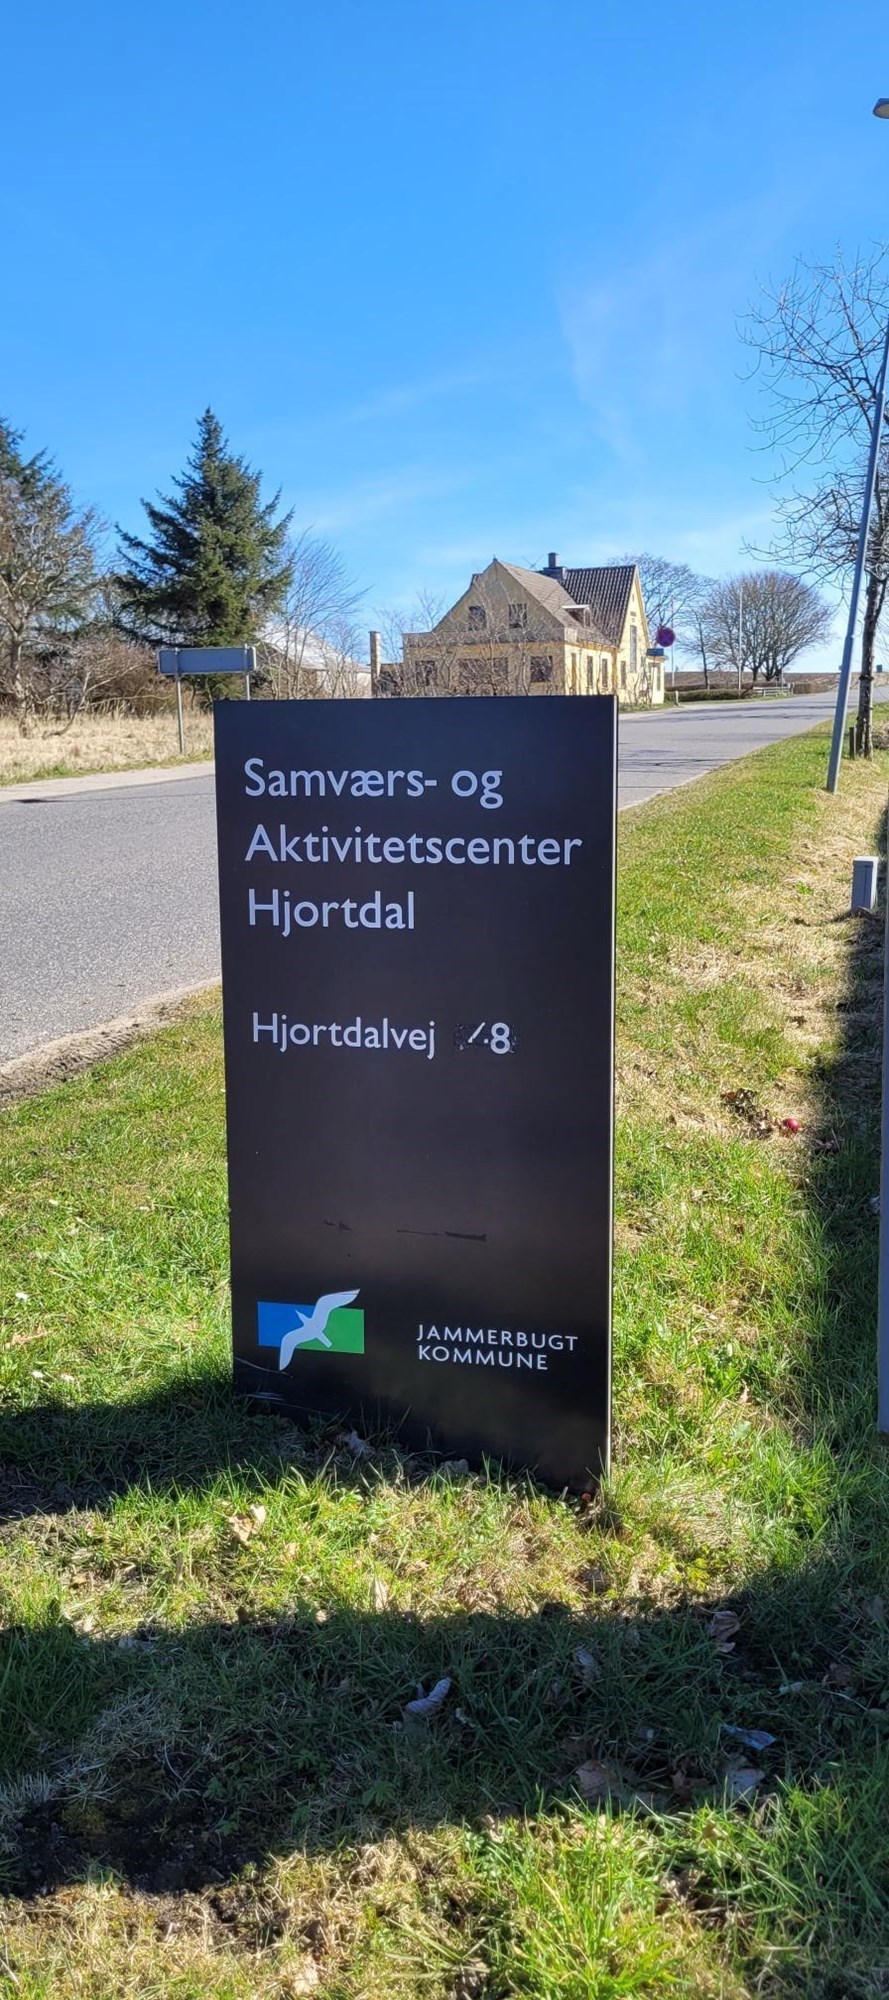 Samværs- og
Aktivitetscenter
Hjortdal
Hjortdalvej
JAMMERBUGT
KOMMUNE